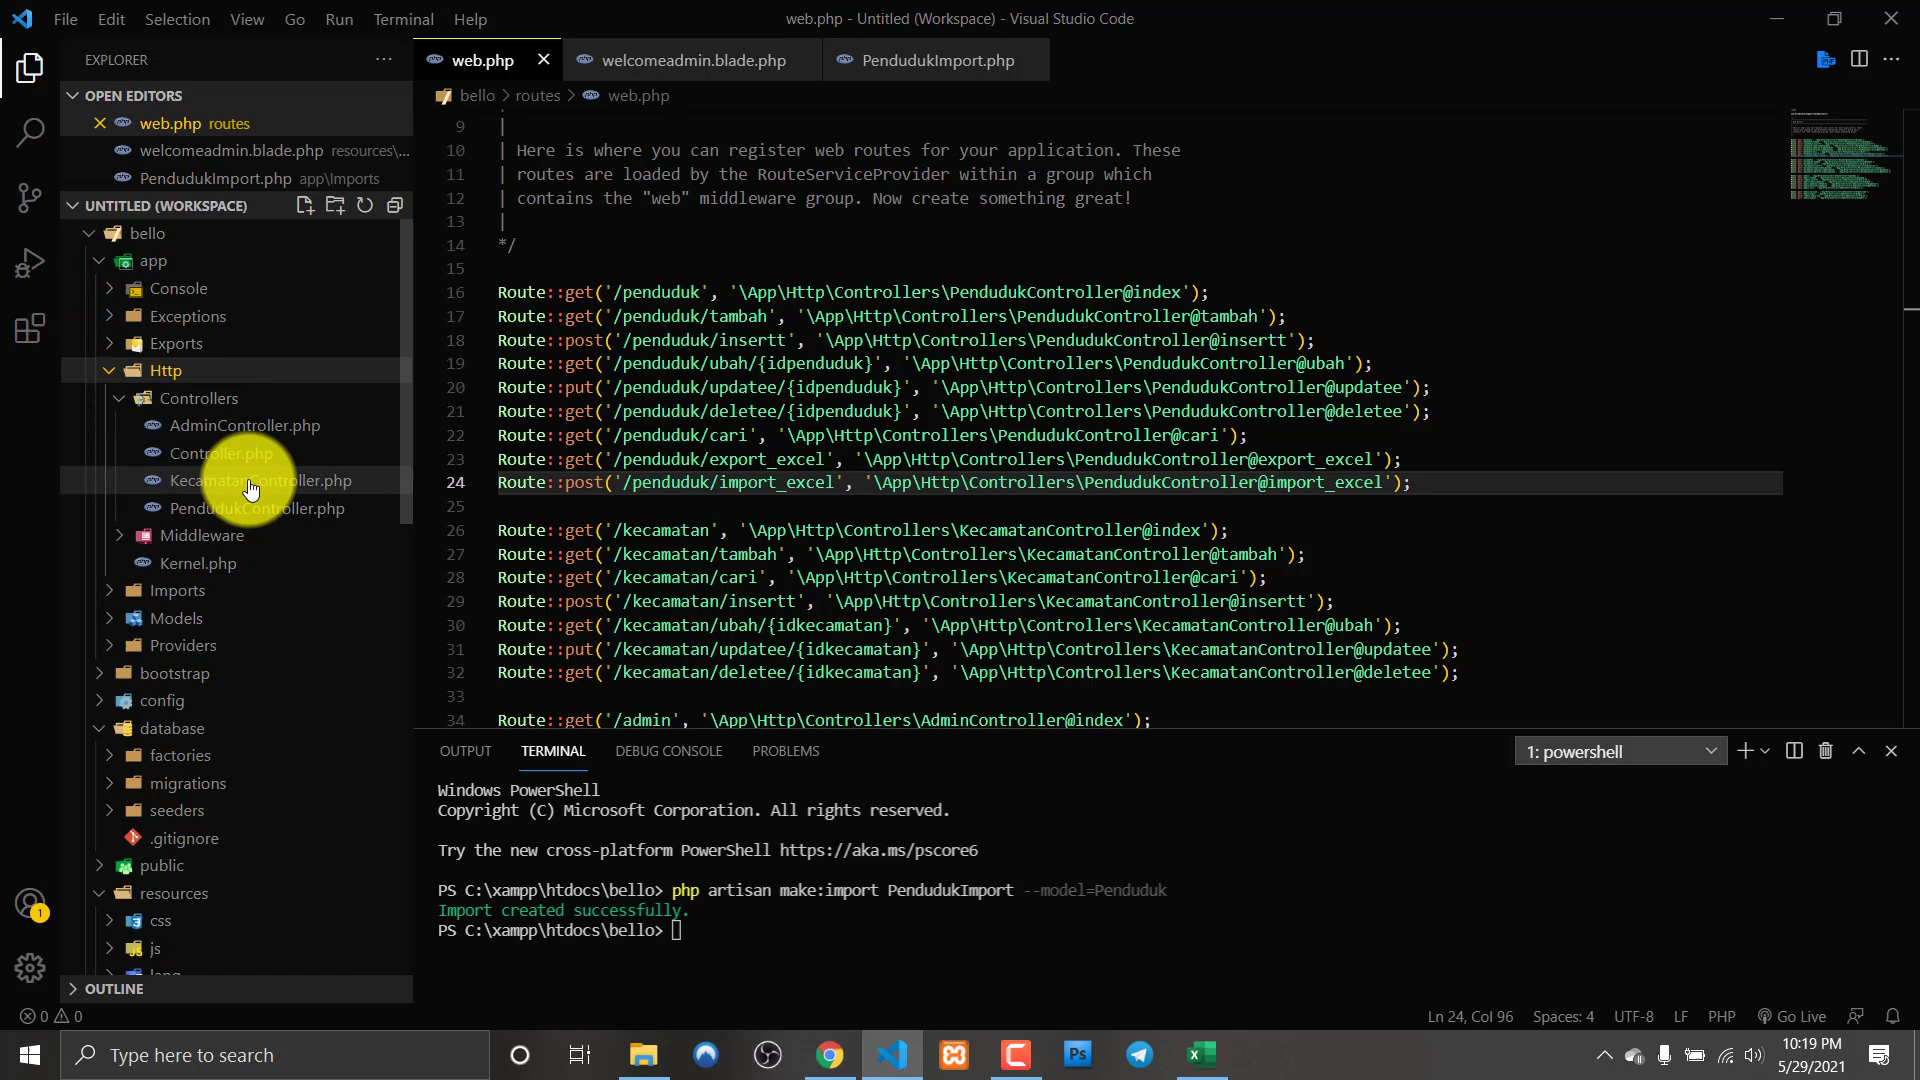 File Edit Selection View Go Run Terminal Help
web.php - Untitled (Workspace) - Visual Studio Code
EXPLORER
OPEN EDITORS
web.php routes
welcomeadmin.blade.php resources\...
PendudukImport.php app\Imports
UNTITLED (WORKSPACE)
bello
app
Console
Exceptions
Exports
Http
Controllers
AdminController.php
Controller.php
KecamatanController.php
PendudukController.php
Middleware
Kernel.php
Imports
Models
Providers
bootstrap
config
database
factories
migrations
seeders
.gitignore
public
resources
css
js
lang
OUTLINE
web.php
welcomeadmin.blade.php
PendudukImport.php
bello > routes > web.php
9 |
10 | Here is where you can register web routes for your application. These
11 | routes are loaded by the RouteServiceProvider within a group which
12 | contains the "web" middleware group. Now create something great!
13 |
14 */
15
16 Route::get('/penduduk', '\App\Http\Controllers\PendudukController@index');
17 Route::get('/penduduk/tambah', '\App\Http\Controllers\PendudukController@tambah');
18 Route::post('/penduduk/insertt', '\App\Http\Controllers\PendudukController@insertt');
19 Route::get('/penduduk/ubah/{idpenduduk}', '\App\Http\Controllers\PendudukController@ubah');
20 Route::put('/penduduk/updatee/{idpenduduk}', '\App\Http\Controllers\PendudukController@updatee');
21 Route::get('/penduduk/deletee/{idpenduduk}', '\App\Http\Controllers\PendudukController@deletee');
22 Route::get('/penduduk/cari', '\App\Http\Controllers\PendudukController@cari');
23 Route::get('/penduduk/export_excel', '\App\Http\Controllers\PendudukController@export_excel');
24 Route::post('/penduduk/import_excel', '\App\Http\Controllers\PendudukController@import_excel');
25
26 Route::get('/kecamatan', '\App\Http\Controllers\KecamatanController@index');
27 Route::get('/kecamatan/tambah', '\App\Http\Controllers\KecamatanController@tambah');
28 Route::get('/kecamatan/cari', '\App\Http\Controllers\KecamatanController@cari');
29 Route::post('/kecamatan/insertt', '\App\Http\Controllers\KecamatanController@insertt');
30 Route::get('/kecamatan/ubah/{idkecamatan}', '\App\Http\Controllers\KecamatanController@ubah');
31 Route::put('/kecamatan/updatee/{idkecamatan}', '\App\Http\Controllers\KecamatanController@updatee');
32 Route::get('/kecamatan/deletee/{idkecamatan}', '\App\Http\Controllers\KecamatanController@deletee');
33
34 Route::get('/admin', '\App\Http\Controllers\AdminController@index');
OUTPUT TERMINAL DEBUG CONSOLE PROBLEMS
1: powershell
Windows PowerShell
Copyright (C) Microsoft Corporation. All rights reserved.
Try the new cross-platform PowerShell https://aka.ms/pscore6
PS C:\xampp\htdocs\bello> php artisan make:import PendudukImport --model=Penduduk
Import created successfully.
PS C:\xampp\htdocs\bello>
0 0
Ln 24, Col 96 Spaces: 4 UTF-8 LF PHP Go Live
1
Type here to search
Ps
10:19 PM
5/29/2021